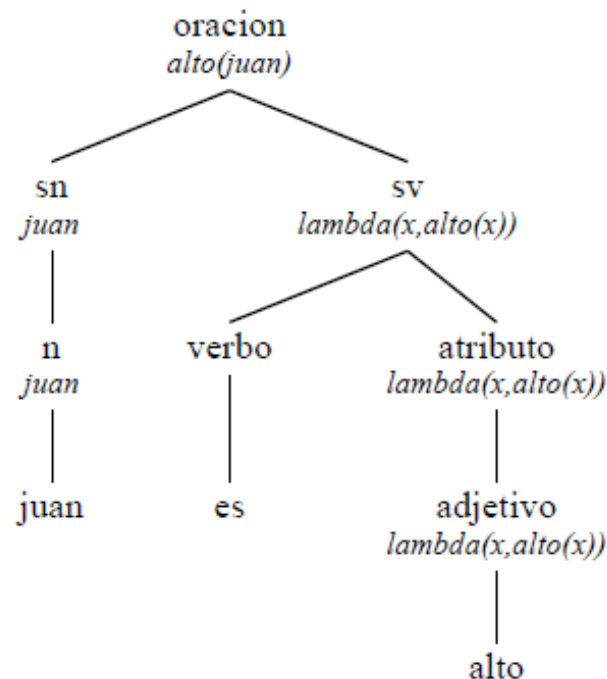 oracion
alto(juan)
sn sv
juan lambda(x,alto(x))
n verbo atributo
juan lambda(x,alto(x))
juan es adjetivo
lambda(x,alto(x))
alto